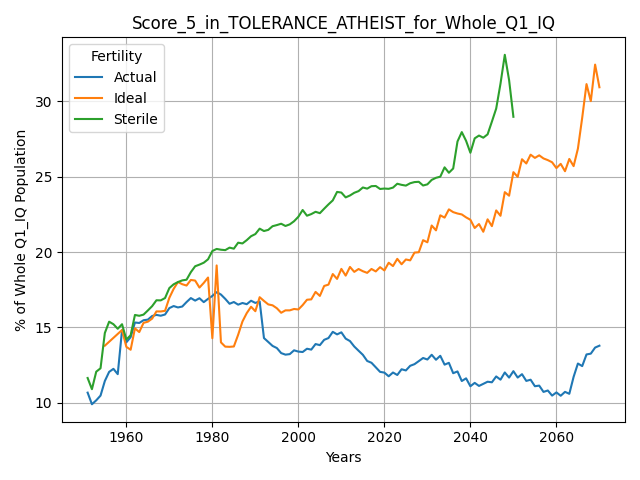 Score_5_in_TOLERANCE_ATHEIST_for_Whole_Q1_IQ
Fertility
Actual
Ideal
Sterile
% of Whole Q1_IQ Population
30
25
20
15
10
1960
1980
2000
2020
2040
2060
Years